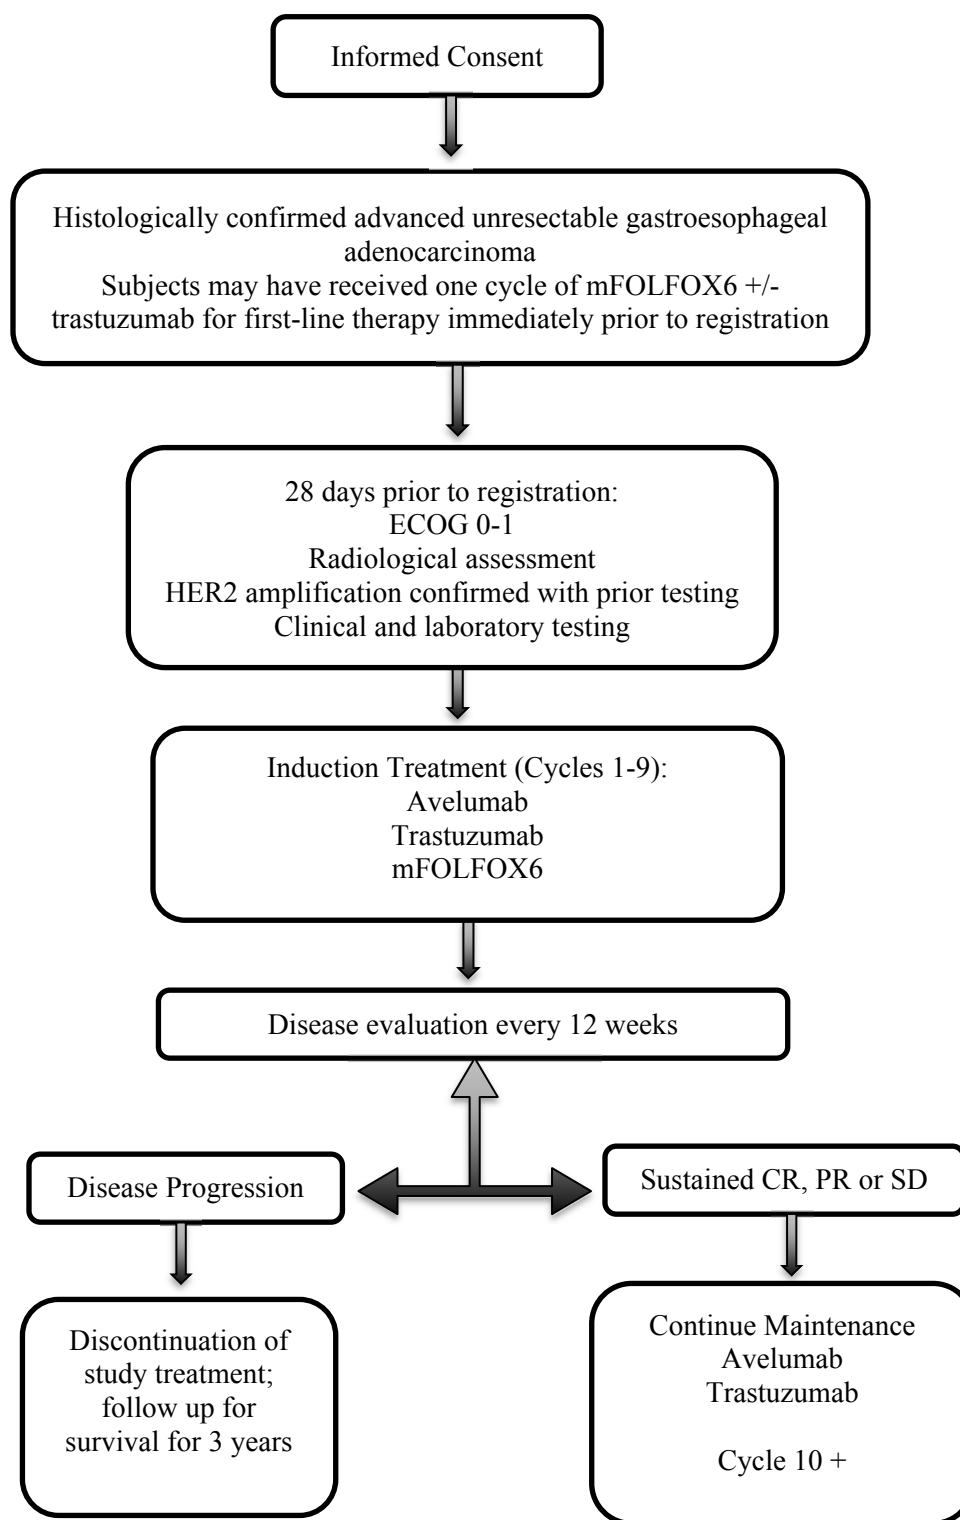 Informed Consent
Histologically confirmed advanced unresectable gastroesophageal
adenocarcinoma
Subjects may have received one cycle of mFOLFOX6 +/-
trastuzumab for first-line therapy immediately prior to registration
28 days prior to registration:
ECOG 0-1
Radiological assessment
HER2 amplification confirmed with prior testing
Clinical and laboratory testing
Induction Treatment (Cycles 1-9):
Avelumab
Trastuzumab
mFOLFOX6
Disease evaluation every 12 weeks
Disease Progression
Sustained CR, PR or SD
Discontinuation of
study treatment;
follow up for
survival for 3 years
Continue Maintenance
Avelumab
Trastuzumab
Cycle 10 +